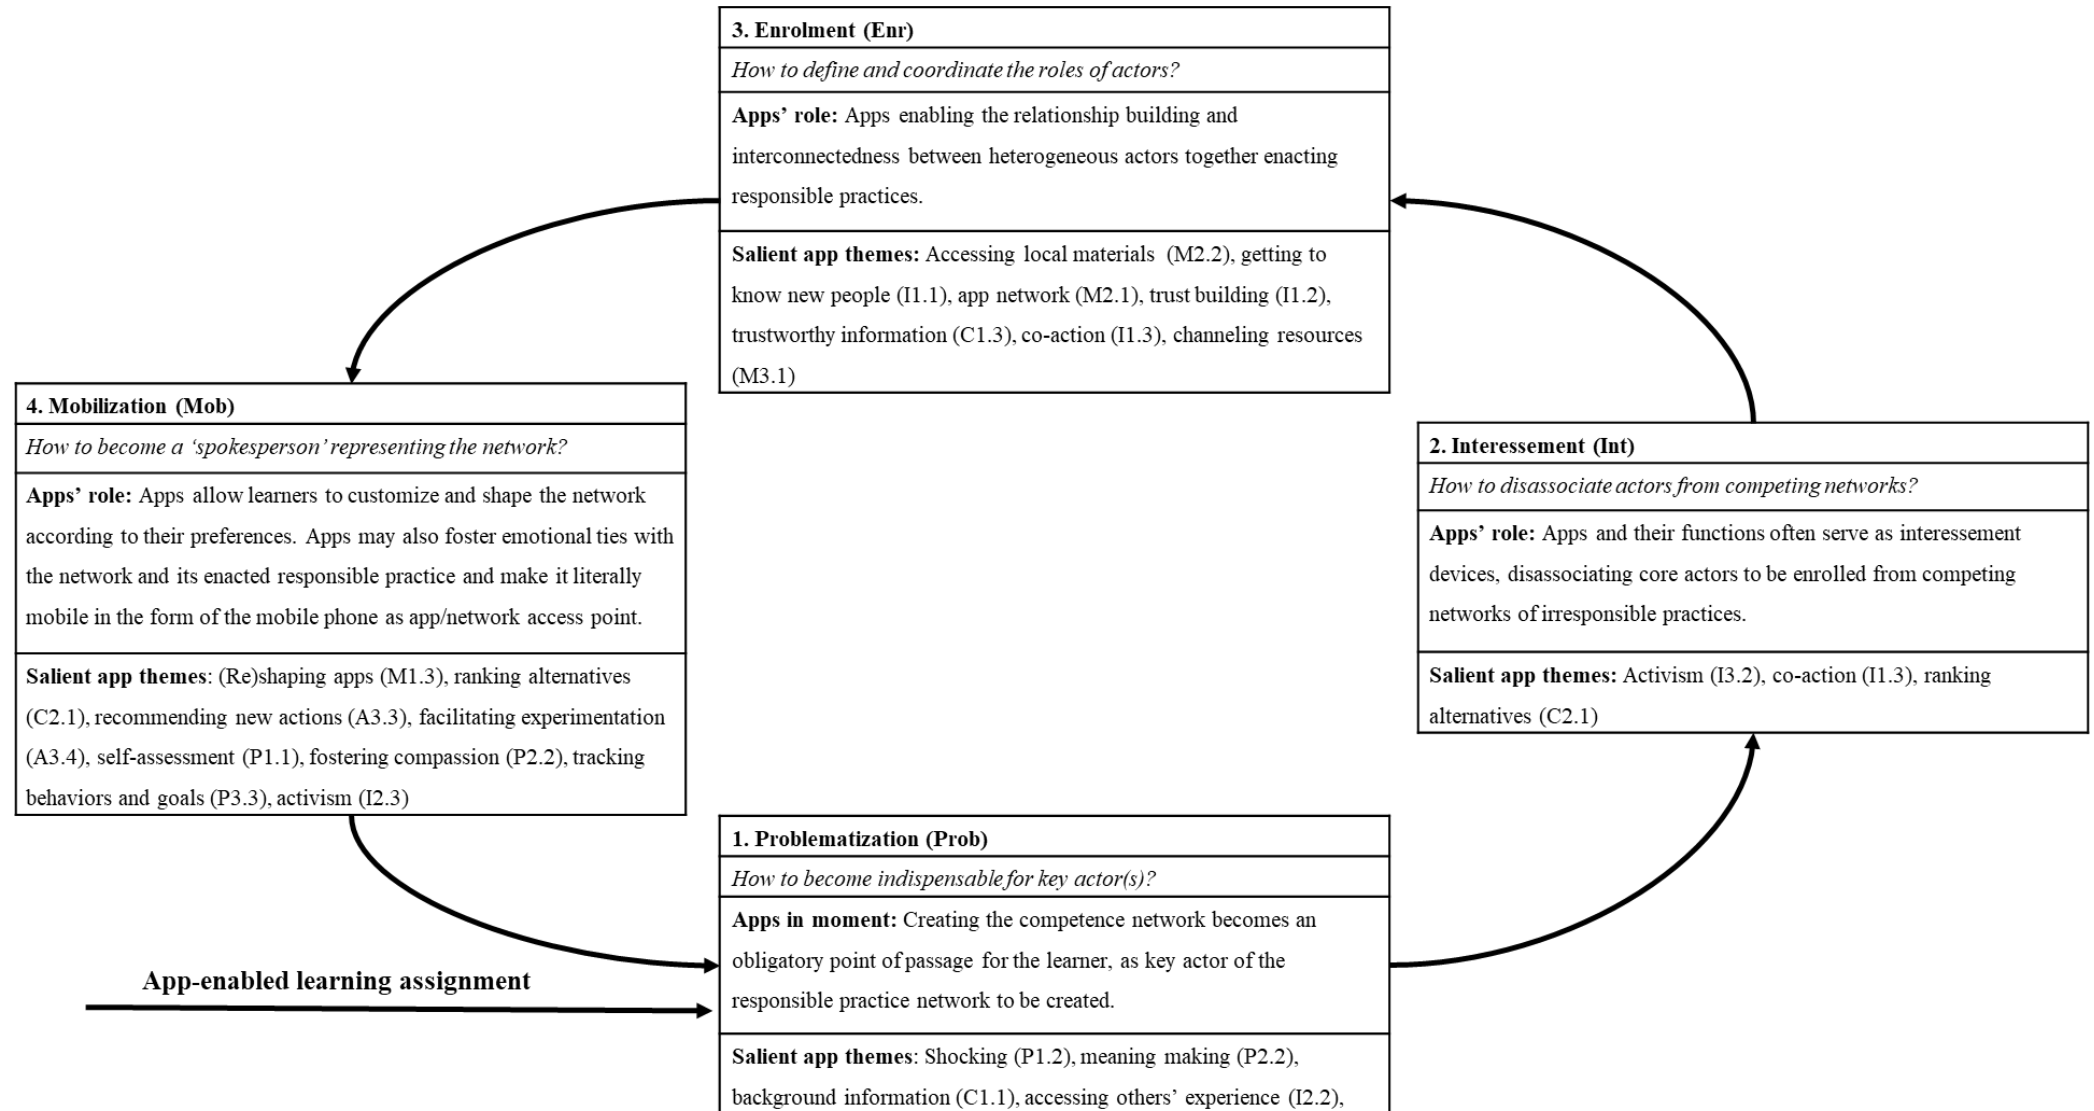 3. Enrolment (Enr)
How to define and coordinate the roles of actors?
Apps’ role: Apps enabling the relationship building and
interconnectedness between heterogeneous actors together enacting
responsible practices.
Salient app themes: Accessing local materials (M2.2), getting to
know new people (I1.1), app network (M2.1), trust building (I1.2),
trustworthy information (C1.3), co-action (I1.3), channeling resources
(M3.1)
4. Mobilization (Mob)
How to become a ‘spokesperson’ representing the network?
Apps’ role: Apps allow learners to customize and shape the network
according to their preferences. Apps may also foster emotional ties with
the network and its enacted responsible practice and make it literally
mobile in the form of the mobile phone as app/network access point.
Salient app themes: (Re)shaping apps (M1.3), ranking alternatives
(C2.1), recommending new actions (A3.3), facilitating experimentation
(A3.4), self-assessment (P1.1), fostering compassion (P2.2), tracking
behaviors and goals (P3.3), activism (I2.3)
2. Interessement (Int)
How to disassociate actors from competing networks?
Apps’ role: Apps and their functions often serve as interessement
devices, disassociating core actors to be enrolled from competing
networks of irresponsible practices.
Salient app themes: Activism (I3.2), co-action (I1.3), ranking
alternatives (C2.1)
1. Problematization (Prob)
How to become indispensable for key actor(s)?
Apps in moment: Creating the competence network becomes an
obligatory point of passage for the learner, as key actor of the
responsible practice network to be created.
Salient app themes: Shocking (P1.2), meaning making (P2.2),
background information (C1.1), accessing others’ experience (I2.2),
App-enabled learning assignment